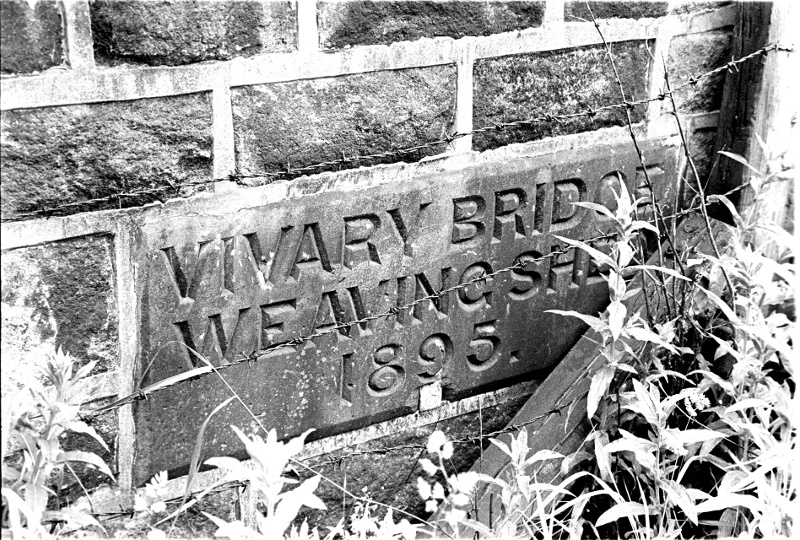 VIVARY BRIDGE
WEAVING SHED
1895.